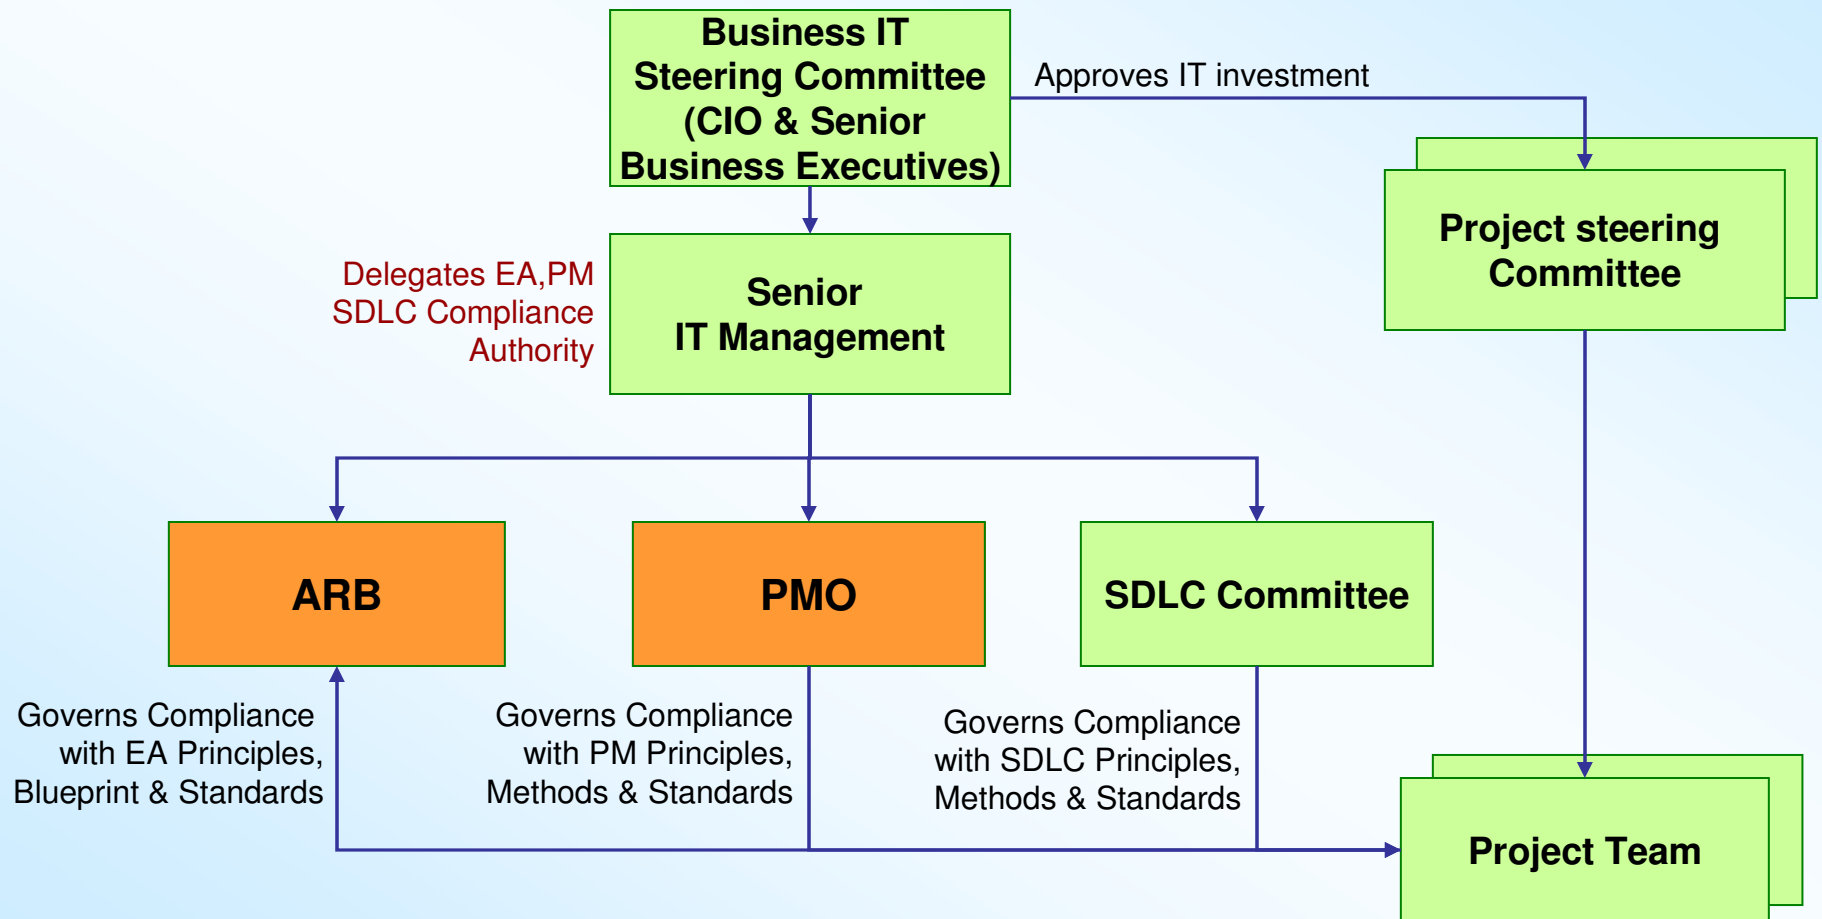 Business IT
Steering Committee
(CIO & Senior
Business Executives)
Approves IT investment
Project steering
Committee
Delegates EA,PM
SDLC Compliance
Authority
Senior
IT Management
ARB
PMO
SDLC Committee
Governs Compliance
with EA Principles,
Blueprint & Standards
Governs Compliance
with PM Principles,
Methods & Standards
Governs Compliance
with SDLC Principles,
Methods & Standards
Project Team